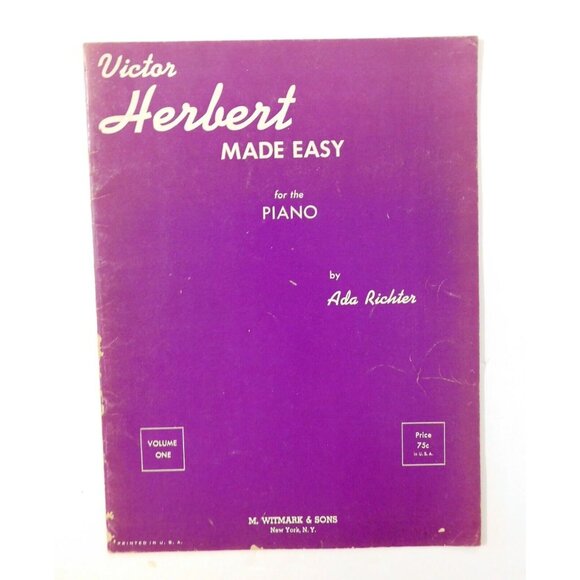 Victor
Herbert
MADE EASY
for the
PIANO
by
Ada Richter
VOLUME
ONE
Price
75c
in U.S.A.
M. WITMARK & SONS
New York, N. Y.
PRINTED IN U. S. A.